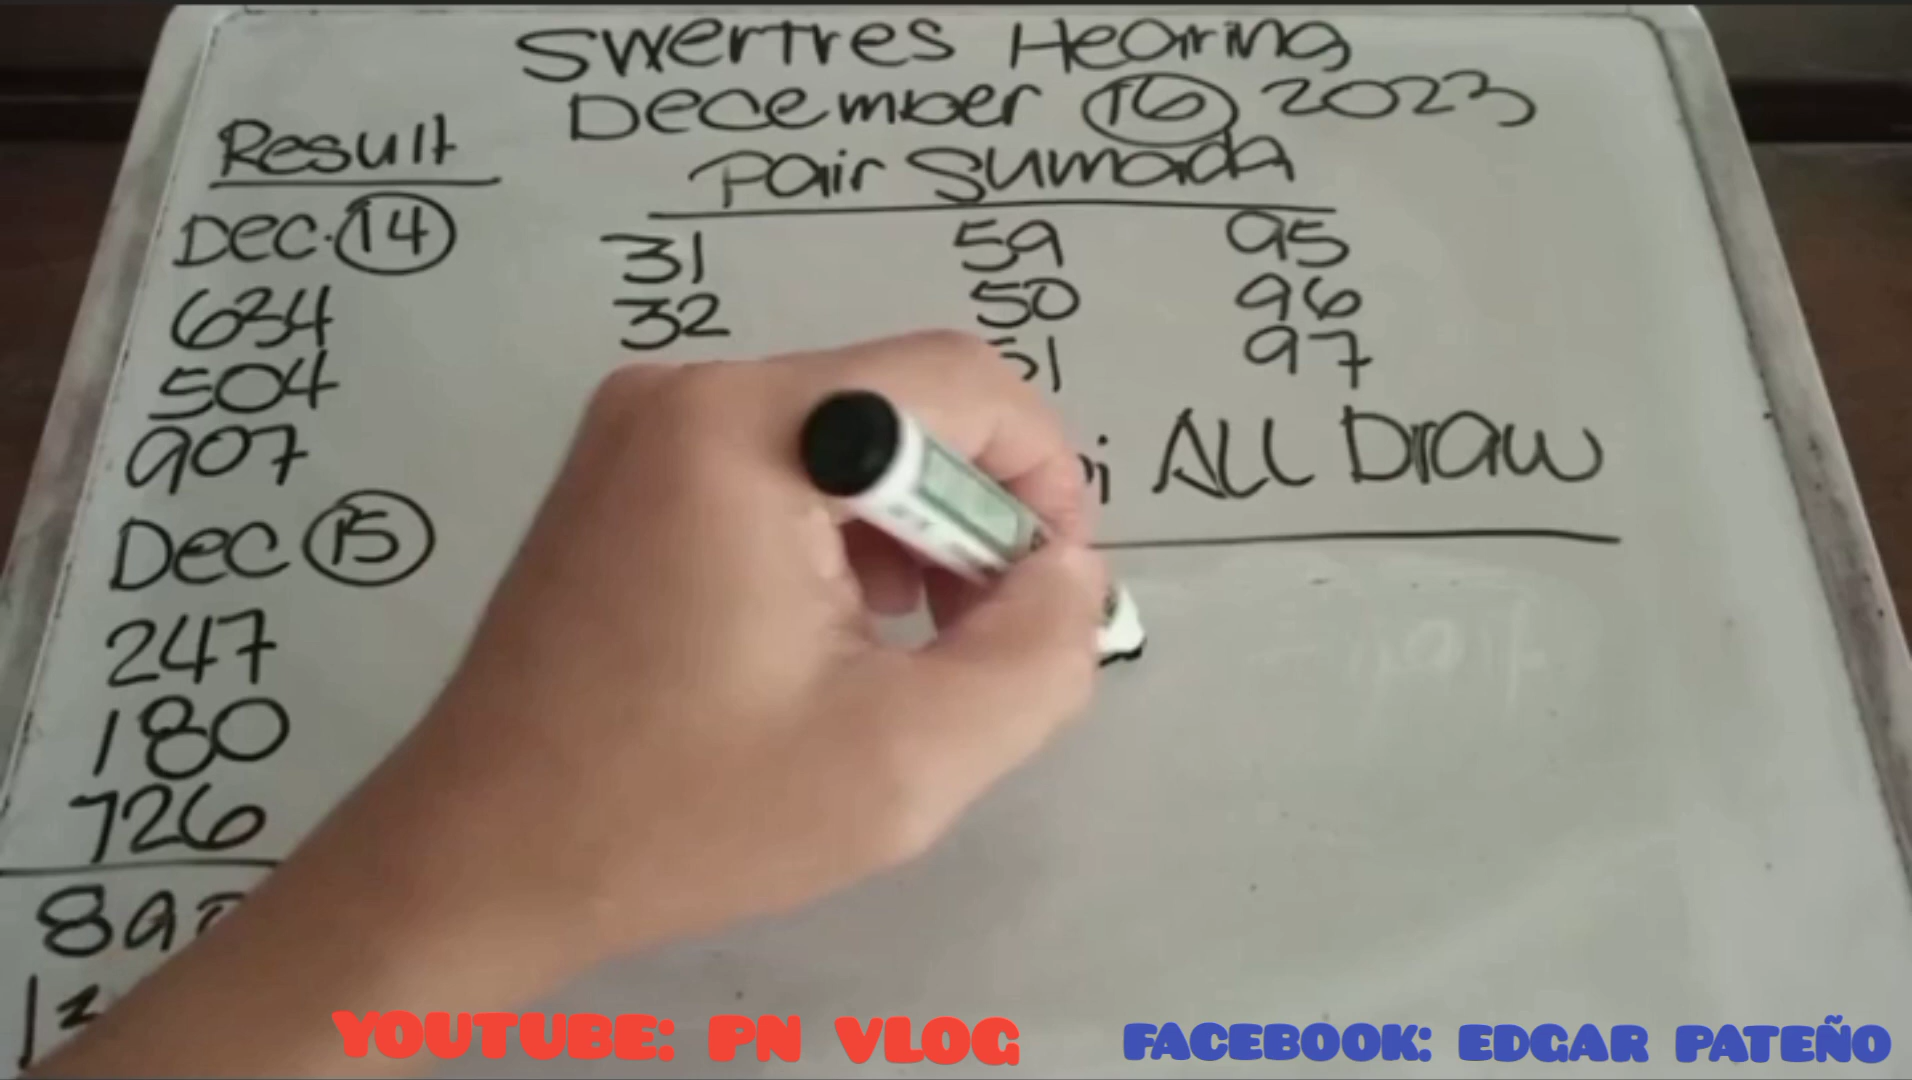 Swertres Hearing
December 16 2023
Result
Pair Sumada
Dec. 14
31 59 95
32 50 96
51 97
634
504
907
ALL Draw
Dec 15
247
180
726
YOUTUBE: PN VLOG
FACEBOOK: EDGAR PATEÑO